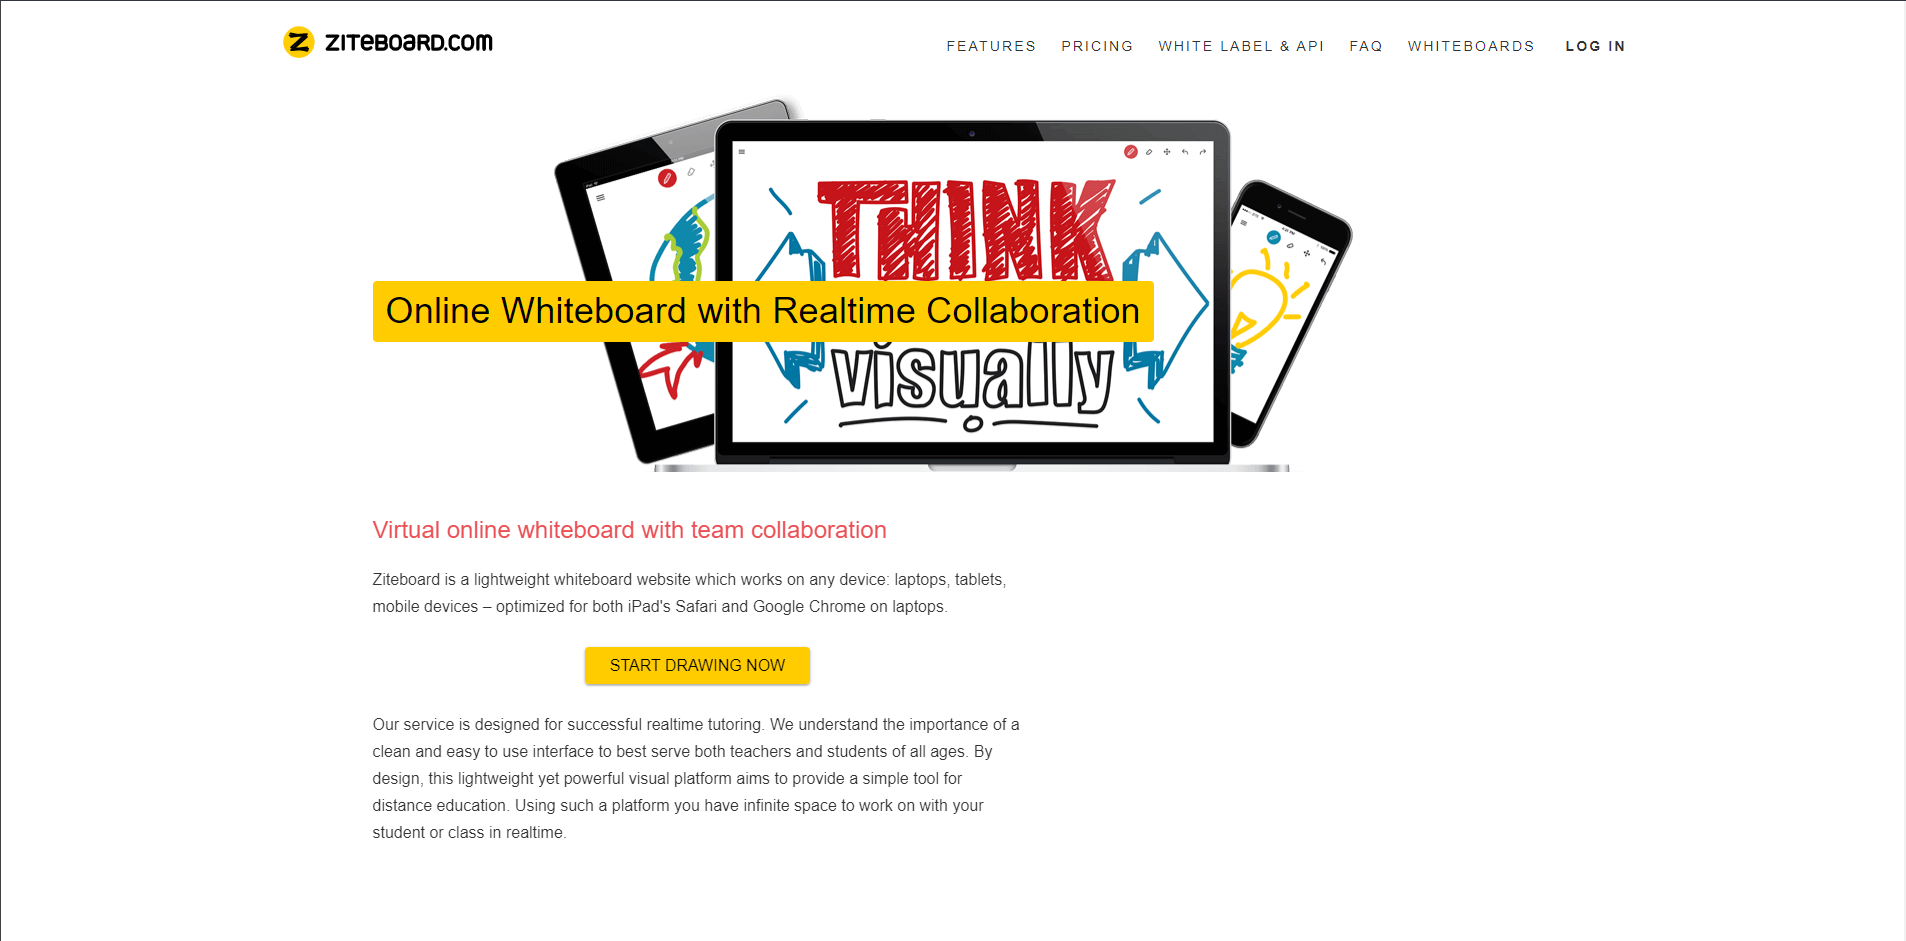 Z ZITEBOARD.COM
FEATURES PRICING WHITE LABEL & API FAQ WHITEBOARDS LOG IN
THINK
Online Whiteboard with Realtime Collaboration
visually
Virtual online whiteboard with team collaboration
Ziteboard is a lightweight whiteboard website which works on any device: laptops, tablets,
mobile devices – optimized for both iPad's Safari and Google Chrome on laptops.
START DRAWING NOW
Our service is designed for successful realtime tutoring. We understand the importance of a
clean and easy to use interface to best serve both teachers and students of all ages. By
design, this lightweight yet powerful visual platform aims to provide a simple tool for
distance education. Using such a platform you have infinite space to work on with your
student or class in realtime.